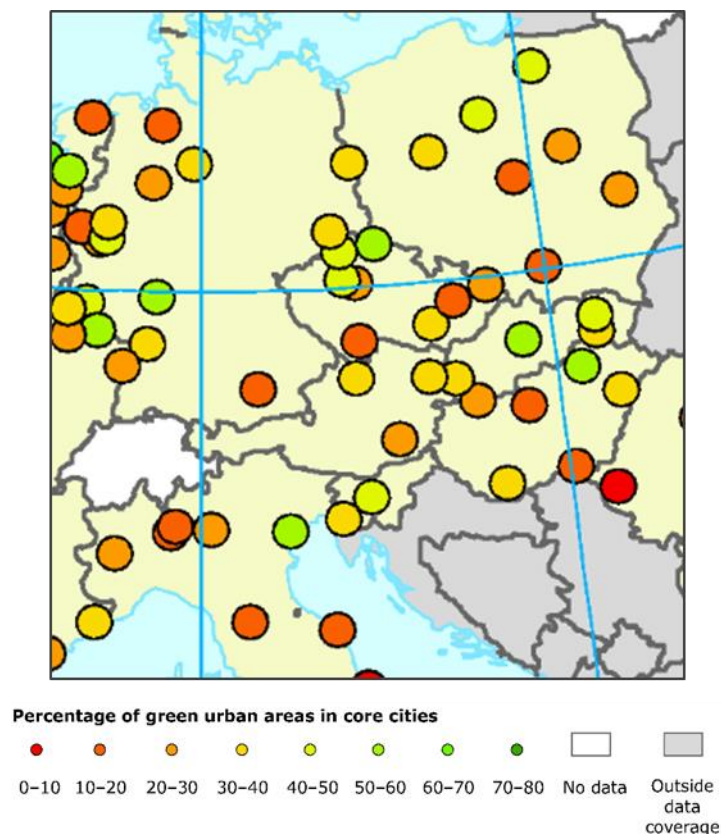 Percentage of green urban areas in core cities
0–10 10–20 20–30 30–40 40–50 50–60 60–70 70–80 No data Outside
data
coverage